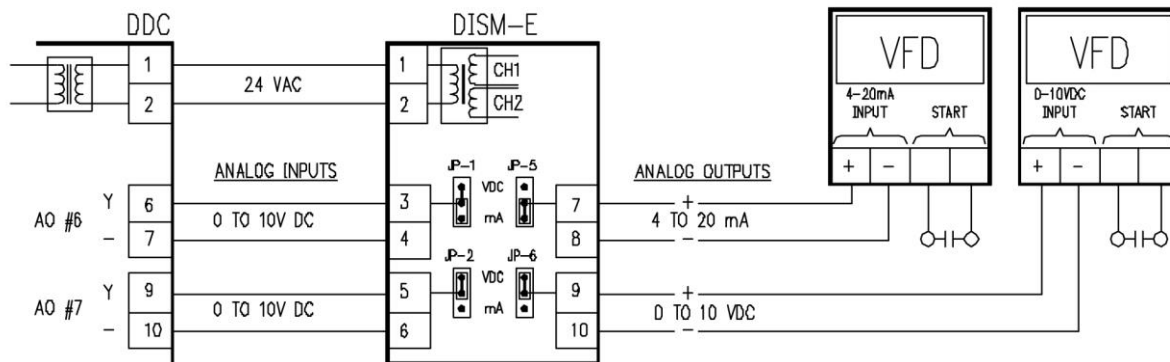 DDC
DISM-E
VFD
VFD
1
2
24 VAC
1
2
CH1
CH2
4-20mA
INPUT
START
0-10VDC
INPUT
START
+ -
+ -
ANALOG INPUTS
JP-1
JP-5
VDC
mA
ANALOG OUTPUTS
AO #6
Y
-
6
7
0 TO 10V DC
3
4
7
8
+
4 TO 20 mA
-
JP-2
JP-6
VDC
mA
AO #7
Y
-
9
10
0 TO 10V DC
5
6
9
10
+
0 TO 10 VDC
-